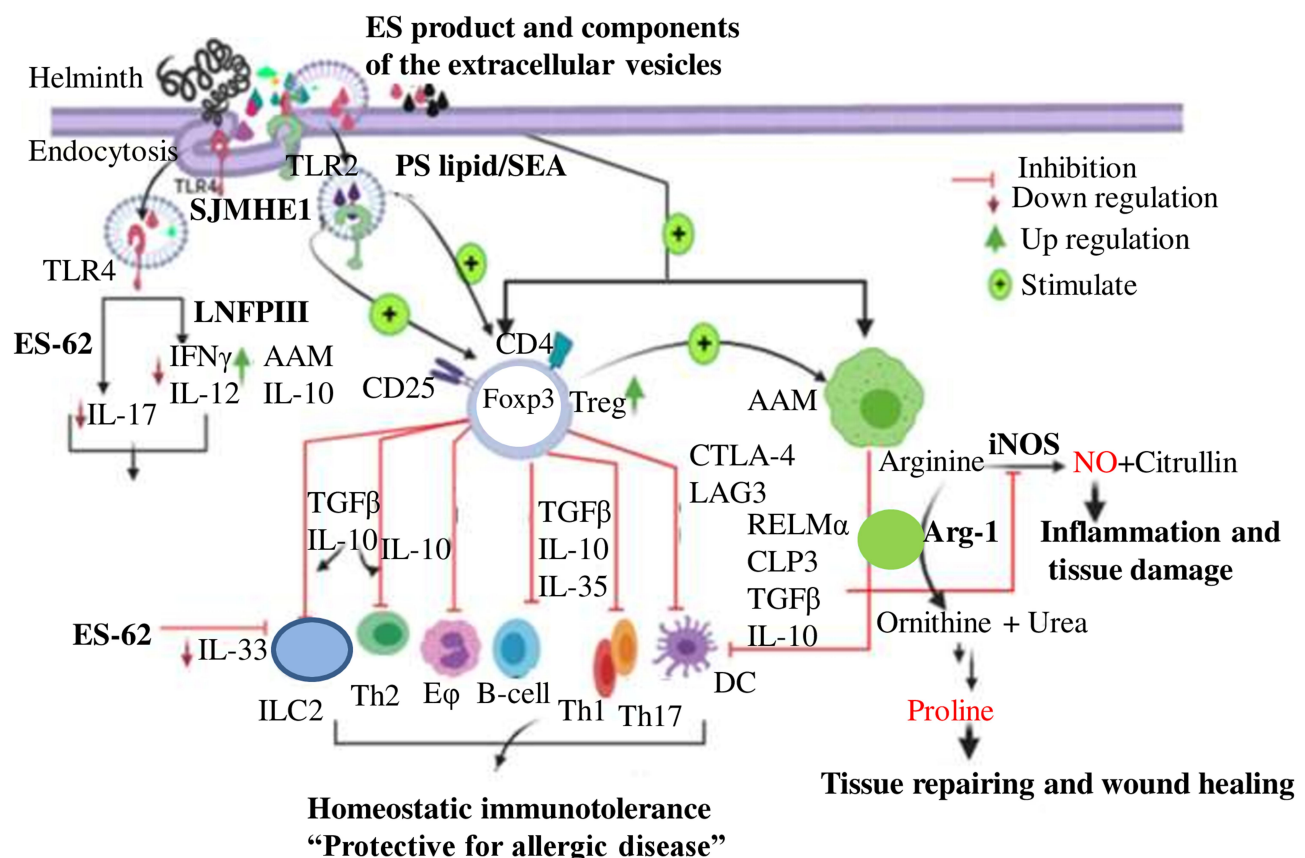 ES product and components
of the extracellular vesicles
Helminth
Endocytosis
TLR2
PS lipid/SEA
TLR4
SJMHE1
TLR4
Inhibition
Down regulation
Up regulation
Stimulate
LNFPIII
ES-62
IFNγ
AAM
IL-12
IL-10
IL-17
CD4
CD25
Foxp3
Treg
AAM
CTLA-4
LAG3
Arginine
iNOS
NO+Citrullin
Inflammation and
tissue damage
RELMα
CLP3
TGFβ
IL-10
Arg-1
Ornithine + Urea
Proline
Tissue repairing and wound healing
TGFβ
IL-10
IL-10
TGFβ
IL-10
IL-35
ES-62
IL-33
ILC2
Th2
Eφ
B-cell
Th1
Th17
DC
Homeostatic immunotolerance
“Protective for allergic disease”